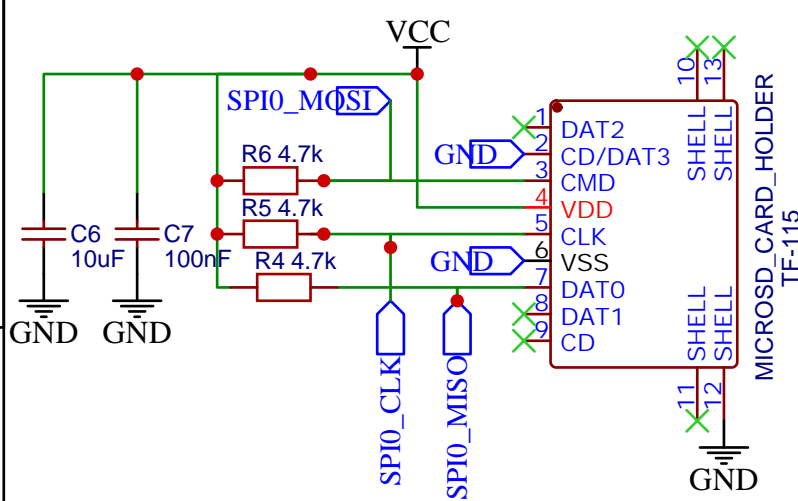 VCC
SPI0_MOSI
R6 4.7k
R5 4.7k
R4 4.7k
C6
10uF
C7
100nF
GND
GND
GND
GND
SPI0_CLK
SPI0_MISO
1
2
3
4
5
6
7
8
9
10
13
11
12
DAT2
CD/DAT3
CMD
VDD
CLK
VSS
DAT0
DAT1
CD
SHELL
SHELL
SHELL
SHELL
MICROSD_CARD_HOLDER
TF-115
GND